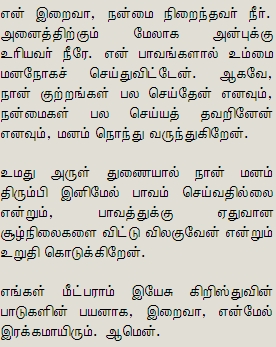 என் இறைவா, நன்மை நிறைந்தவர் நீர்.
அனைத்திற்கும் மேலாக அன்புக்கு
உரியவர் நீரே. என் பாவங்களால் உம்மை
மனநோகச் செய்துவிட்டேன். ஆகவே,
நான் குற்றங்கள் பல செய்தேன் எனவும்,
நன்மைகள் பல செய்யத் தவறினேன்
எனவும், மனம் நொந்து வருந்துகிறேன்.

உமது அருள் துணையால் நான் மனம்
திரும்பி இனிமேல் பாவம் செய்வதில்லை
என்றும், பாவத்துக்கு ஏதுவான
சூழ்நிலைகளை விட்டு விலகுவேன் என்றும்
உறுதி கொடுக்கிறேன்.

எங்கள் மீட்பராம் இயேசு கிறிஸ்துவின்
பாடுகளின் பயனாக, இறைவா, என்மேல்
இரக்கமாயிரும். ஆமென்.